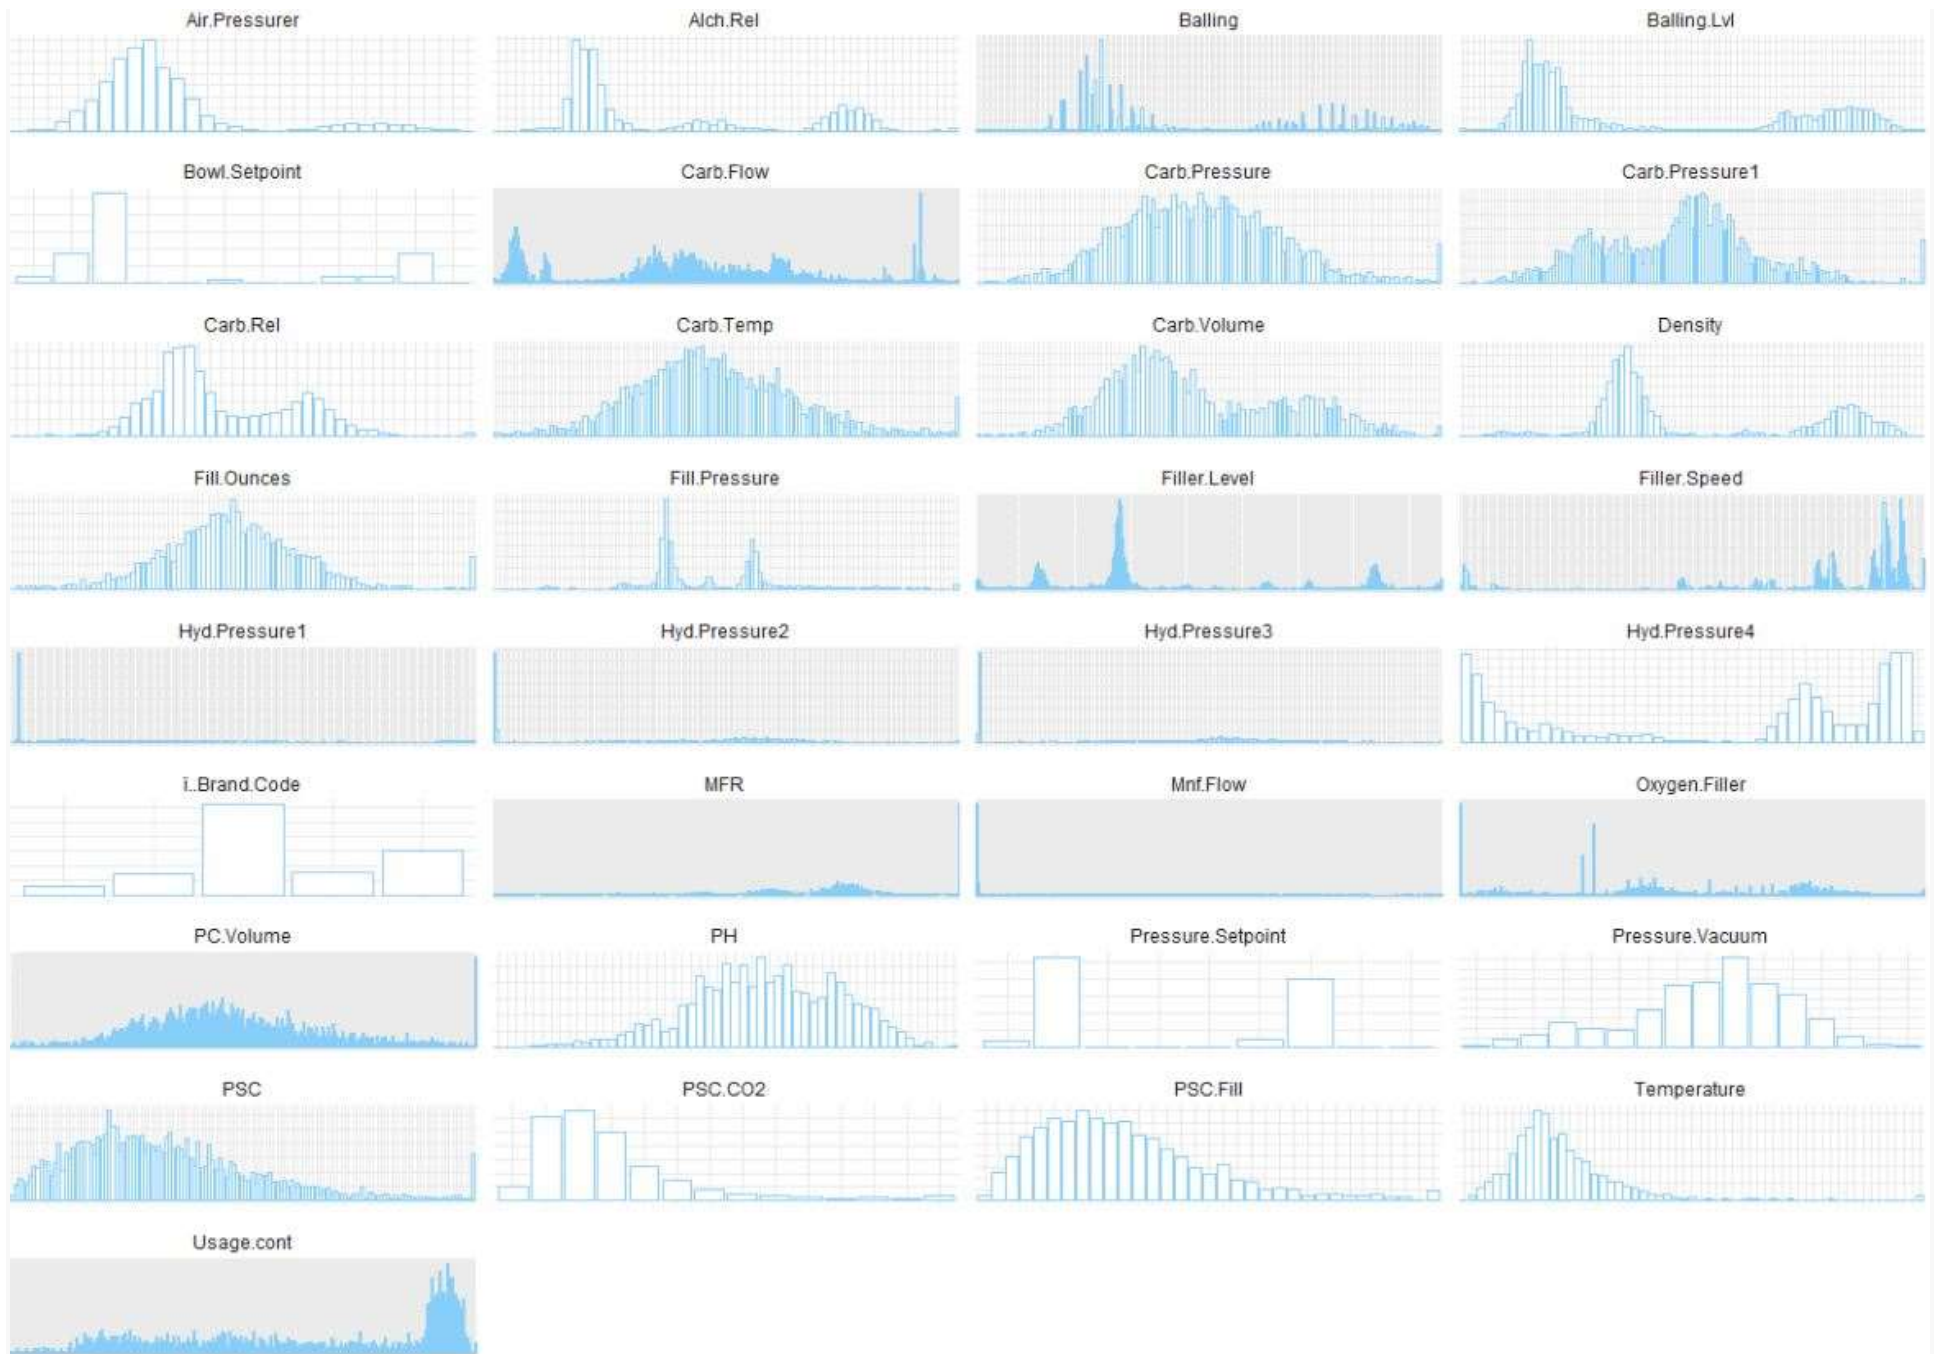 Air.Pressurer Alch.Rel Balling Balling.Lvl
Bowl.Setpoint Carb.Flow Carb.Pressure Carb.Pressure1
Carb.Rel Carb.Temp Carb.Volume Density
Fill.Ounces Fill.Pressure Filler.Level Filler.Speed
Hyd.Pressure1 Hyd.Pressure2 Hyd.Pressure3 Hyd.Pressure4
ï..Brand.Code MFR Mnf.Flow Oxygen.Filler
PC.Volume PH Pressure.Setpoint Pressure.Vacuum
PSC PSC.CO2 PSC.Fill Temperature
Usage.cont